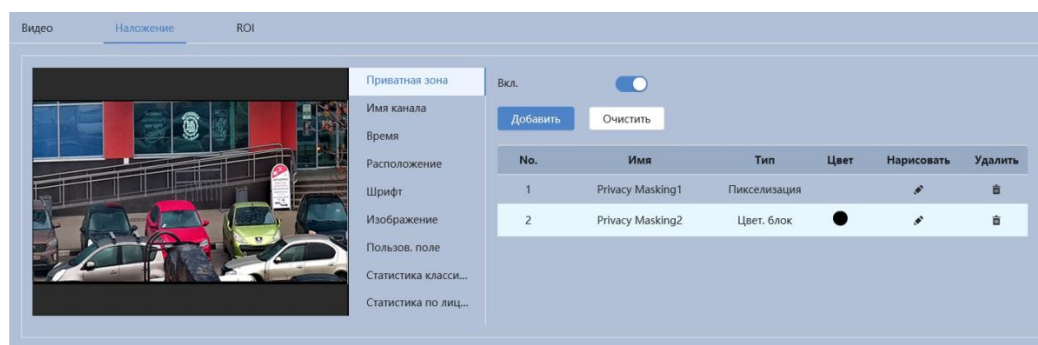 Видео Наложение ROI
Приватная зона
Имя канала
Время
Расположение
Шрифт
Изображение
Пользов. поле
Статистика класси...
Статистика по лиц...
Вкл.
Добавить Очистить
No. Имя Тип Цвет Нарисовать Удалить
1 Privacy Masking1 Пикселизация
2 Privacy Masking2 Цвет. блок